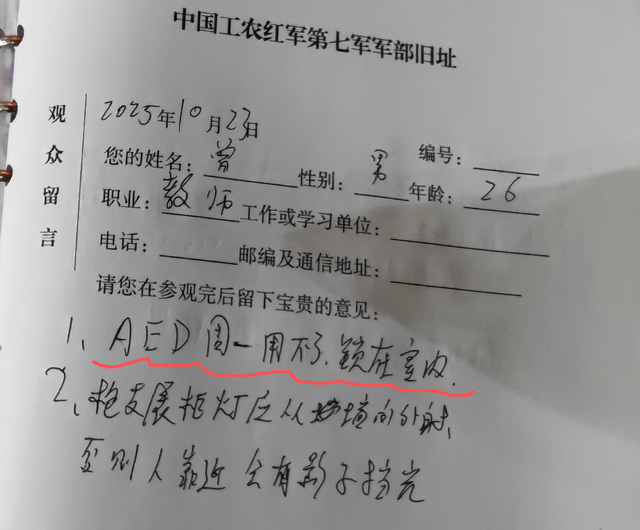 中国工农红军第七军军部旧址
观众留言
2025年10月23日
您的姓名：曾 性别：男 编号：
职业：教师 工作或学习单位： 年龄：26
电话： 邮编及通信地址：
请您在参观完后留下宝贵的意见：
1、AED周一用不了、锁在室内.
2、枪支展柜灯应从墙向外射、
否则人靠近会有影子挡光